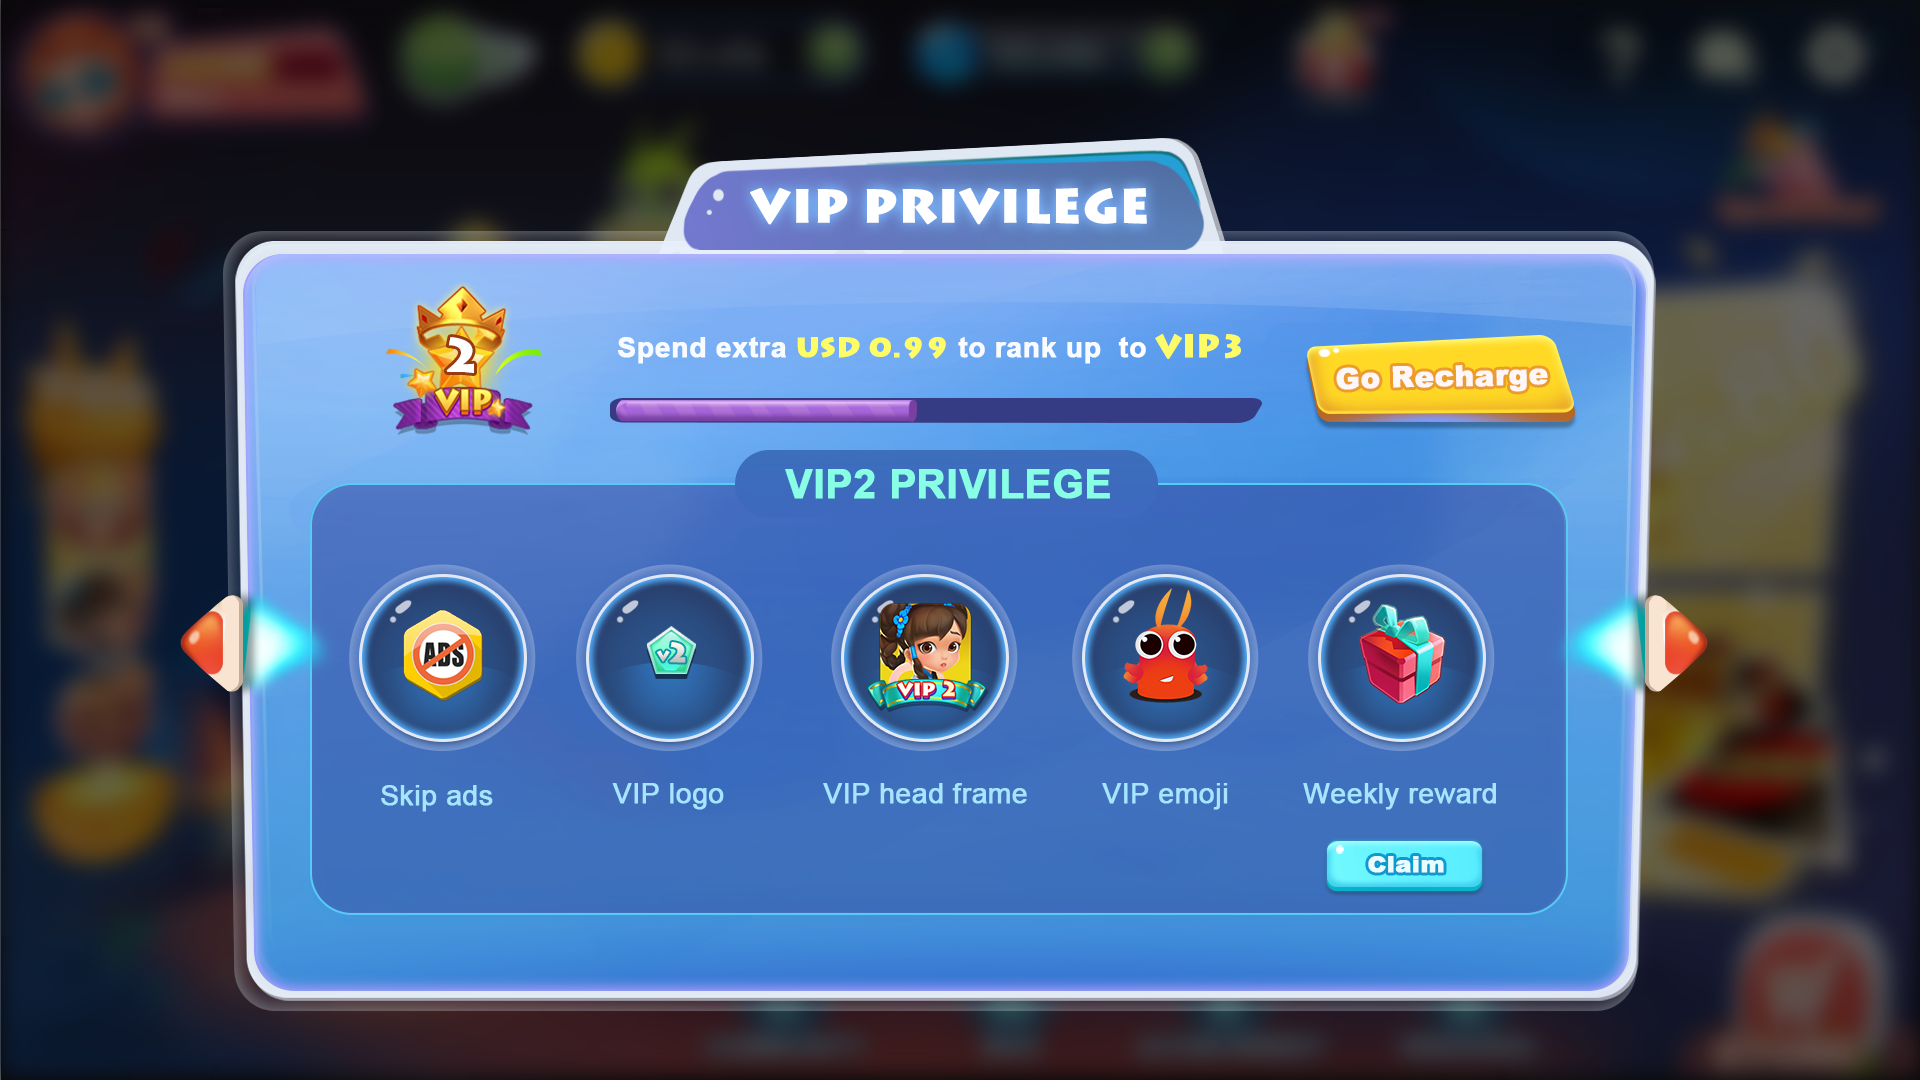 VIP PRIVILEGE
2
VIP
Spend extra USD 0.99 to rank up to VIP3
Go Recharge
VIP2 PRIVILEGE
ADS
v2
VIP 2
Skip ads
VIP logo
VIP head frame
VIP emoji
Weekly reward
Claim